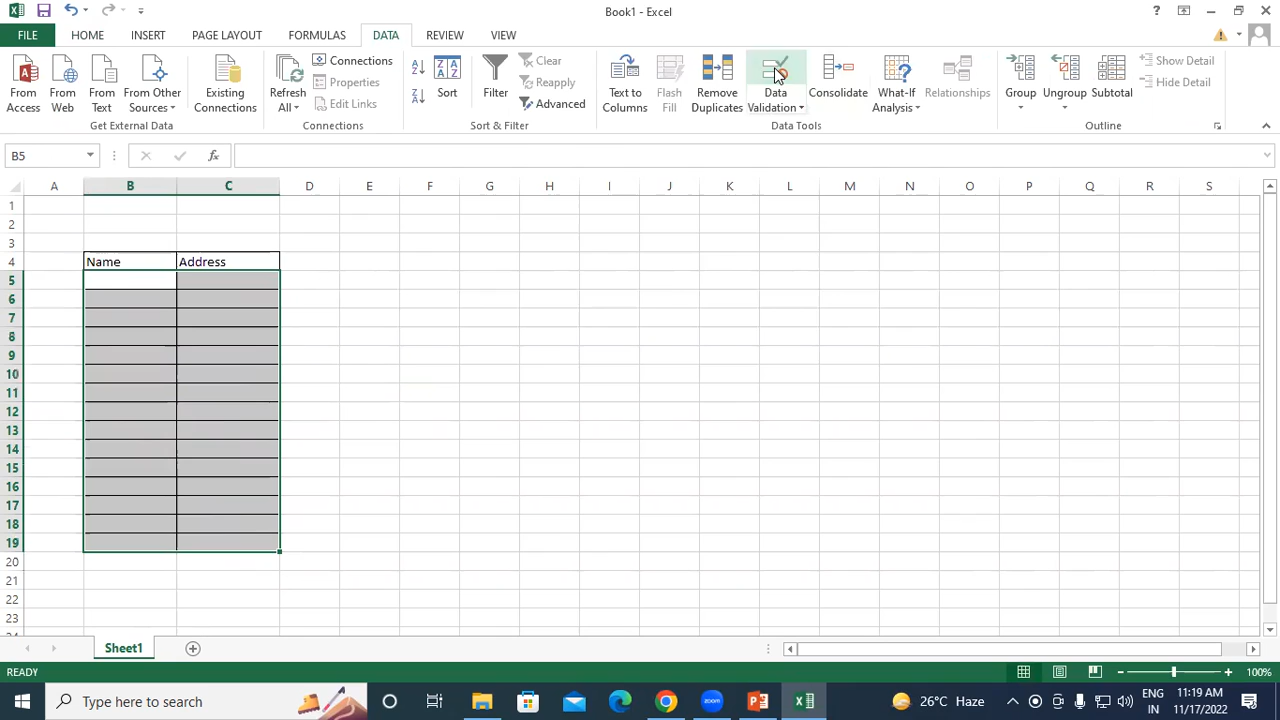 Book1 - Excel
?
FILE HOME INSERT PAGE LAYOUT FORMULAS DATA REVIEW VIEW
From Access
From Web
From Text
From Other Sources
Existing Connections
Get External Data
Refresh All
Connections
Properties
Edit Links
Connections
Sort
Filter
Clear
Reapply
Advanced
Sort & Filter
Text to Columns
Flash Fill
Remove Duplicates
Data Validation
Consolidate
What-If Analysis
Relationships
Data Tools
Group
Ungroup
Subtotal
Show Detail
Hide Detail
Outline
B5
fx
A B C D E F G H I J K L M N O P Q R S
1
2
3
4 Name Address
5
6
7
8
9
10
11
12
13
14
15
16
17
18
19
20
21
22
23
Sheet1
READY
100%
Type here to search
26°C Haze
ENG IN
11:19 AM
11/17/2022